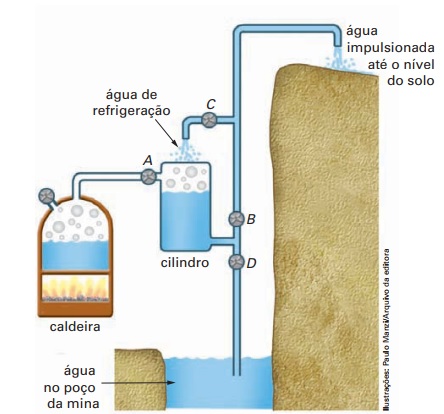 água
impulsionada
até o nível
do solo
água de
refrigeração
C
A
B
cilindro
D
caldeira
água
no poço
da mina
Ilustrações: Paulo Manzi/Arquivo da editora